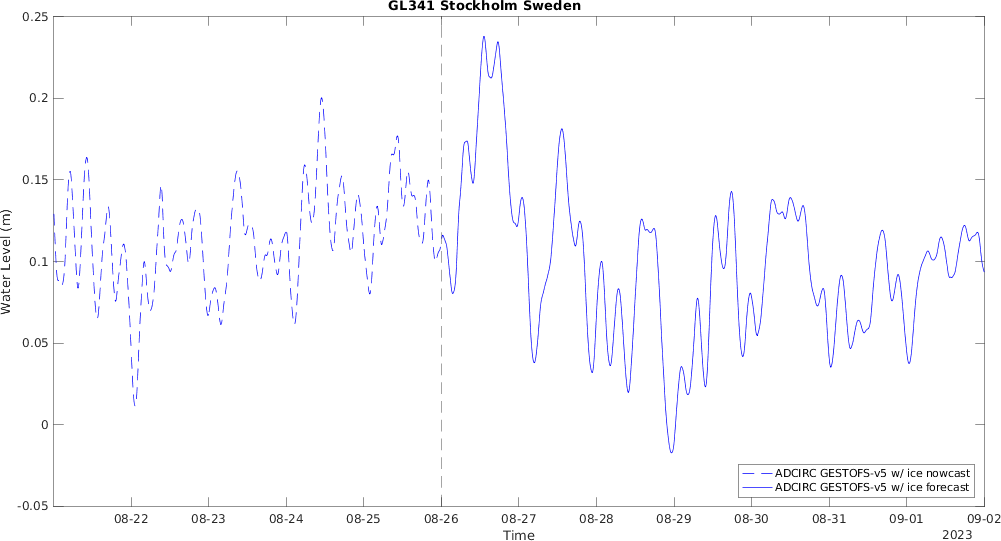 GL341 Stockholm Sweden
0.25
0.2
0.15
0.1
0.05
0
-0.05
Water Level (m)
08-22 08-23 08-24 08-25 08-26 08-27 08-28 08-29 08-30 08-31 09-01 09-02
Time
2023
ADCIRC GESTOFS-v5 w/ ice nowcast
ADCIRC GESTOFS-v5 w/ ice forecast